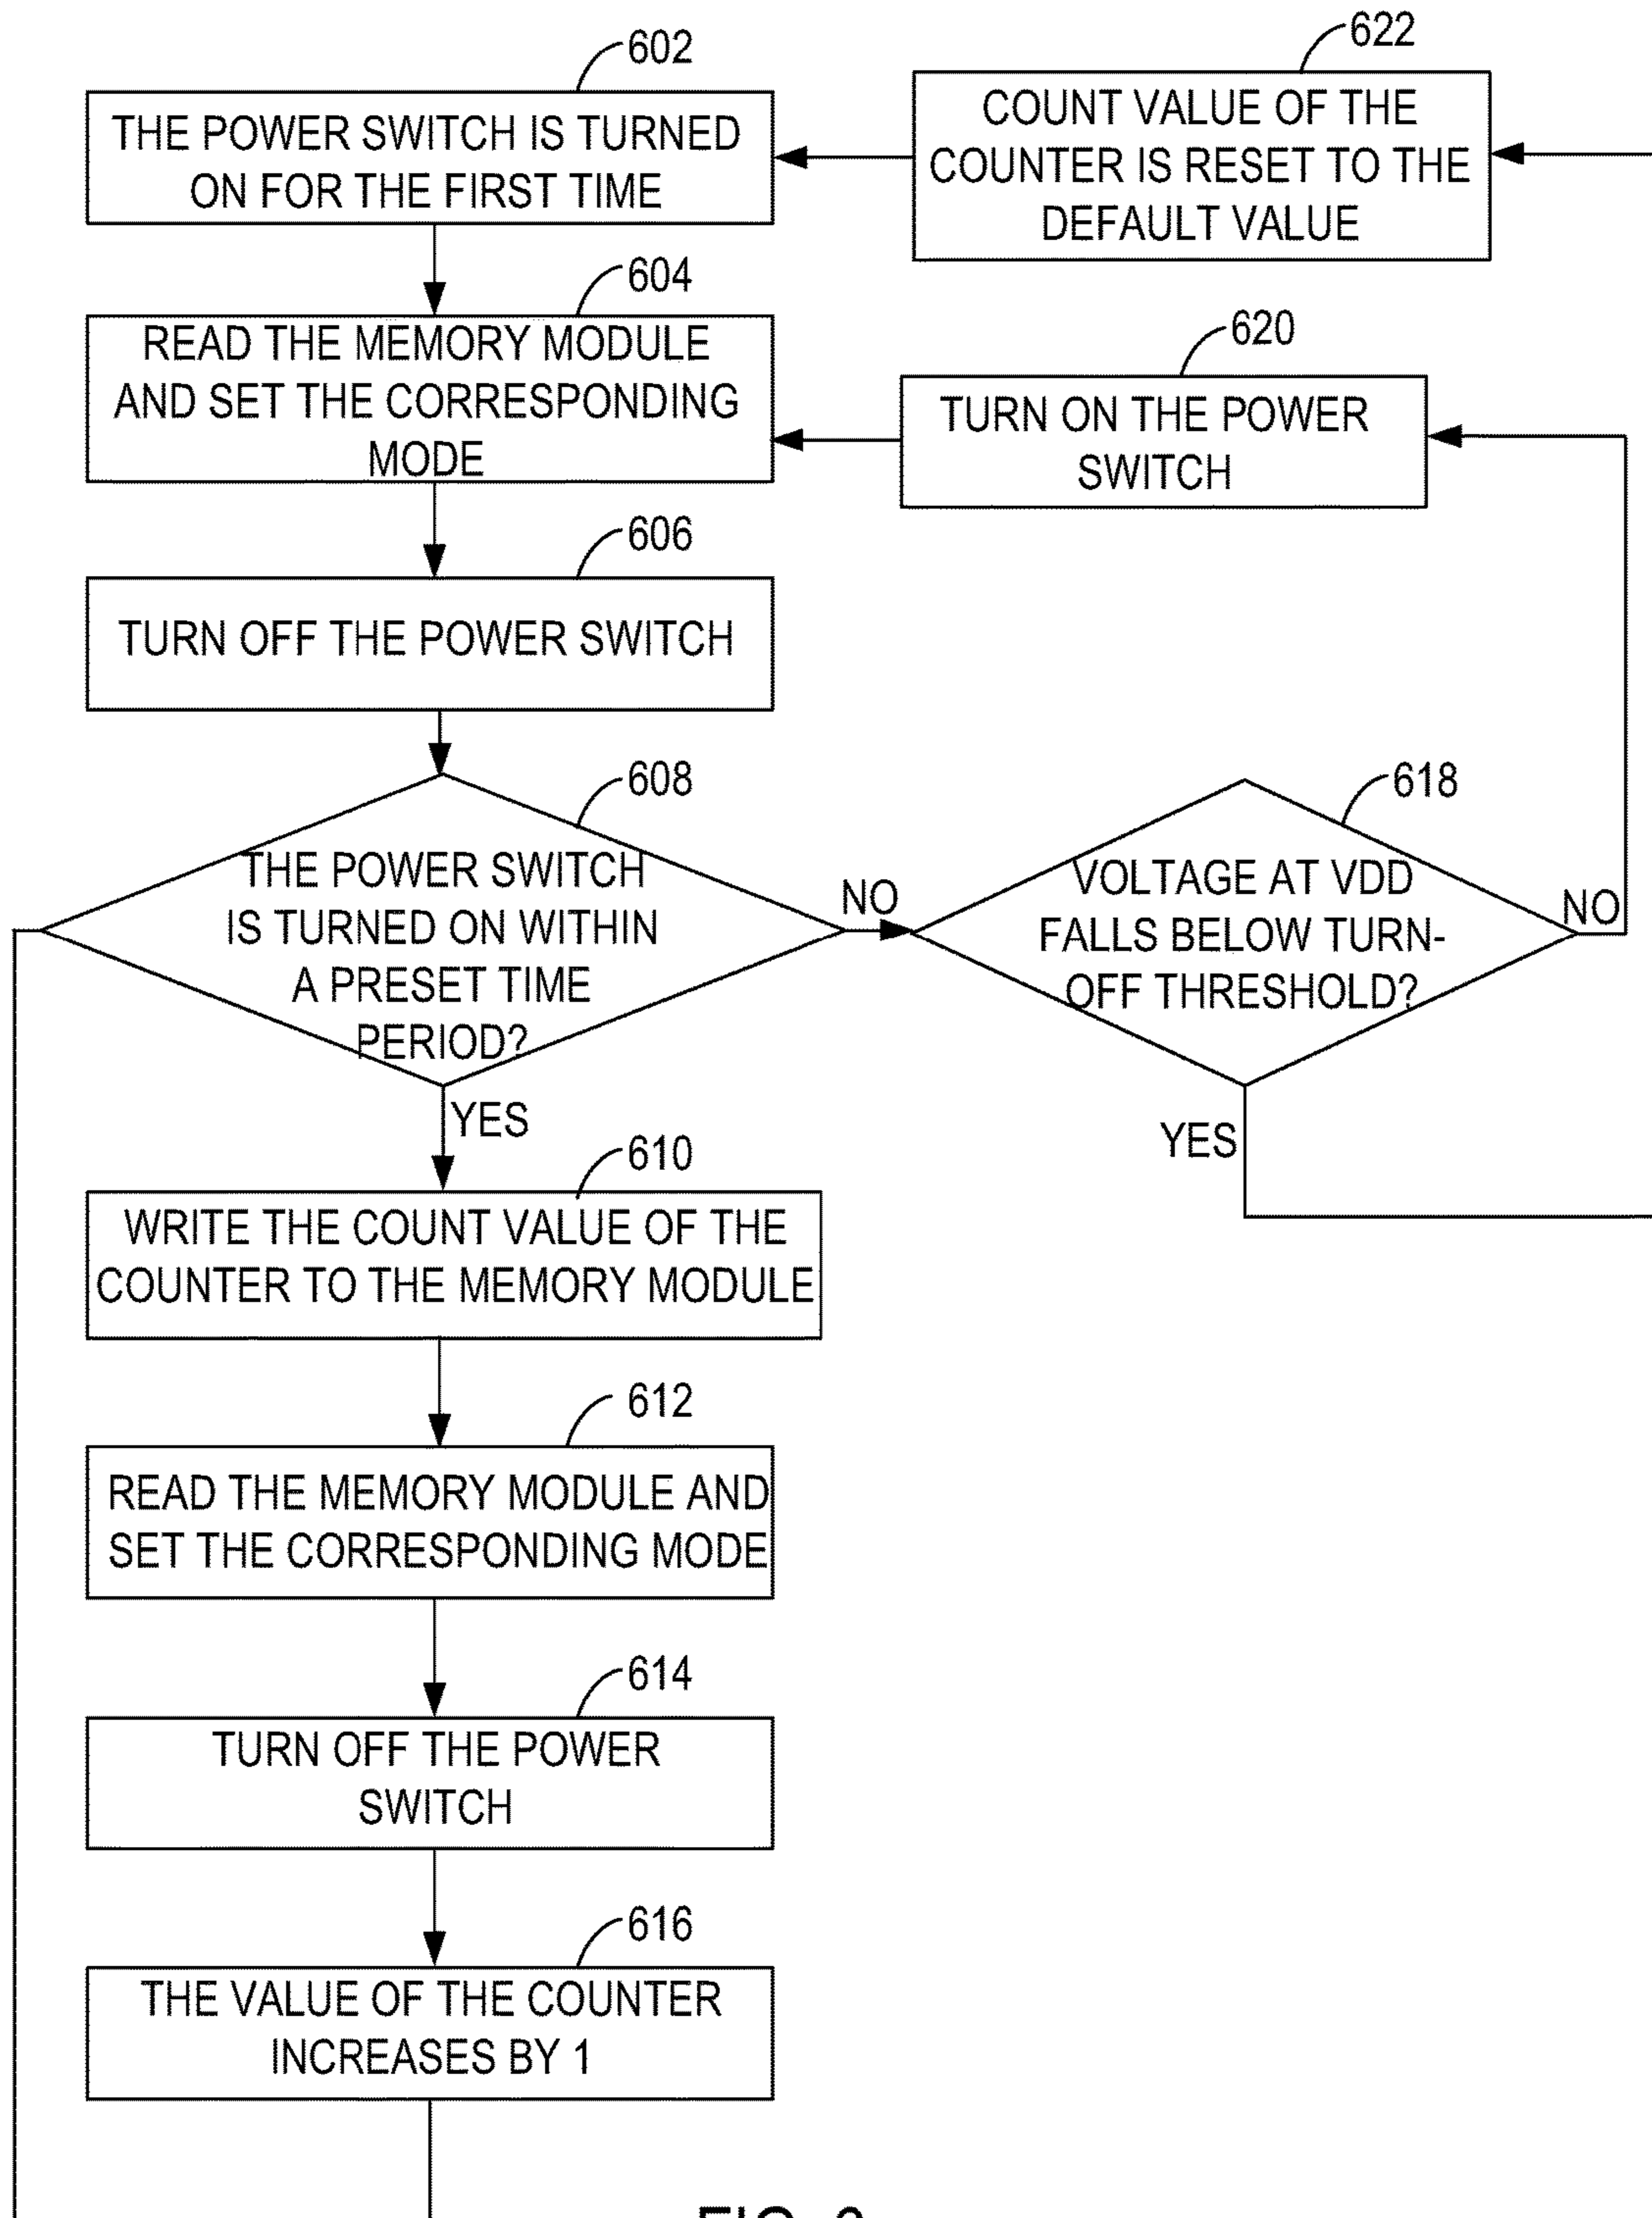 602
THE POWER SWITCH IS TURNED
ON FOR THE FIRST TIME
622
COUNT VALUE OF THE
COUNTER IS RESET TO THE
DEFAULT VALUE
604
READ THE MEMORY MODULE
AND SET THE CORRESPONDING
MODE
620
TURN ON THE POWER
SWITCH
606
TURN OFF THE POWER SWITCH
608
THE POWER SWITCH
IS TURNED ON WITHIN
A PRESET TIME
PERIOD?
NO
618
VOLTAGE AT VDD
FALLS BELOW TURN-
OFF THRESHOLD?
NO
YES
YES
610
WRITE THE COUNT VALUE OF THE
COUNTER TO THE MEMORY MODULE
612
READ THE MEMORY MODULE AND
SET THE CORRESPONDING MODE
614
TURN OFF THE POWER
SWITCH
616
THE VALUE OF THE COUNTER
INCREASES BY 1